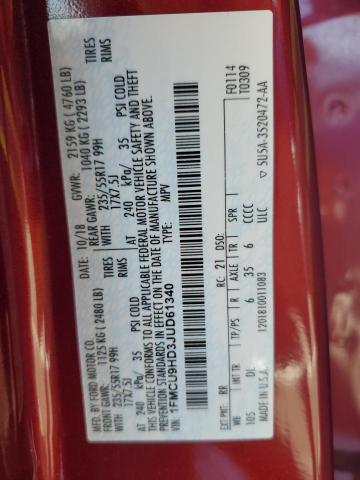 MFD. BY FORD MOTOR CO.
DATE: 10/18 GVWR: 2159 KG ( 4760 LB)
FRONT GAWR: 1125 KG ( 2480 LB) REAR GAWR: 1040 KG ( 2293 LB)
235/55R17 99H TIRES 235/55R17 99H TIRES
17X7.5J RIMS 17X7.5J RIMS
AT 240 kPa/ 35 PSI COLD AT 240 kPa/ 35 PSI COLD
THIS VEHICLE CONFORMS TO ALL APPLICABLE FEDERAL MOTOR VEHICLE SAFETY AND THEFT
PREVENTION STANDARDS IN EFFECT ON THE DATE OF MANUFACTURE SHOWN ABOVE.
VIN: 1FMCU9HD3JUD61340
TYPE: MPV
F0114
T0309
EXT PNT: RR RC: 21 DSO:
WB INT TR TP/PS R AXLE TR SPR
105 DL 6 35 6 CCCC
MADE IN U.S.A. ULC
1201810011083
5U5A-3520472-AA